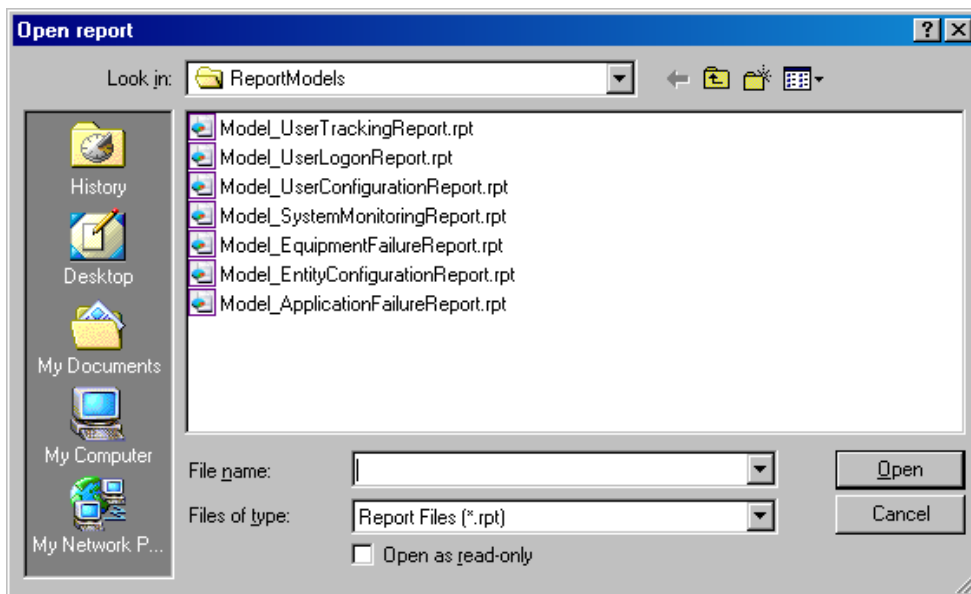 Open report
Look in: ReportModels
History
Desktop
My Documents
My Computer
My Network P...
Model_UserTrackingReport.rpt
Model_UserLogonReport.rpt
Model_UserConfigurationReport.rpt
Model_SystemMonitoringReport.rpt
Model_EquipmentFailureReport.rpt
Model_EntityConfigurationReport.rpt
Model_ApplicationFailureReport.rpt
File name: Open
Files of type: Report Files (*.rpt) Cancel
Open as read-only